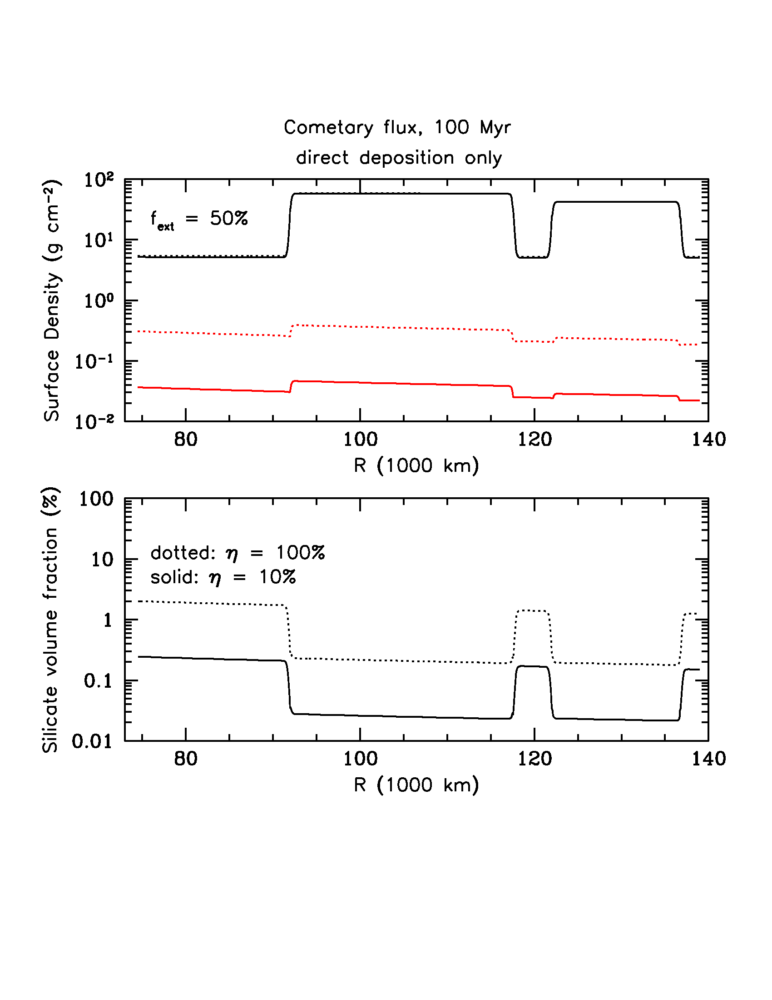 Cometary flux, 100 Myr
direct deposition only
Surface Density (g cm⁻²)
10²
10¹
10⁰
10⁻¹
10⁻²
f_ext = 50%
80 100 120 140
R (1000 km)
Silicate volume fraction (%)
100
10
1
0.1
0.01
dotted: η = 100%
solid: η = 10%
80 100 120 140
R (1000 km)